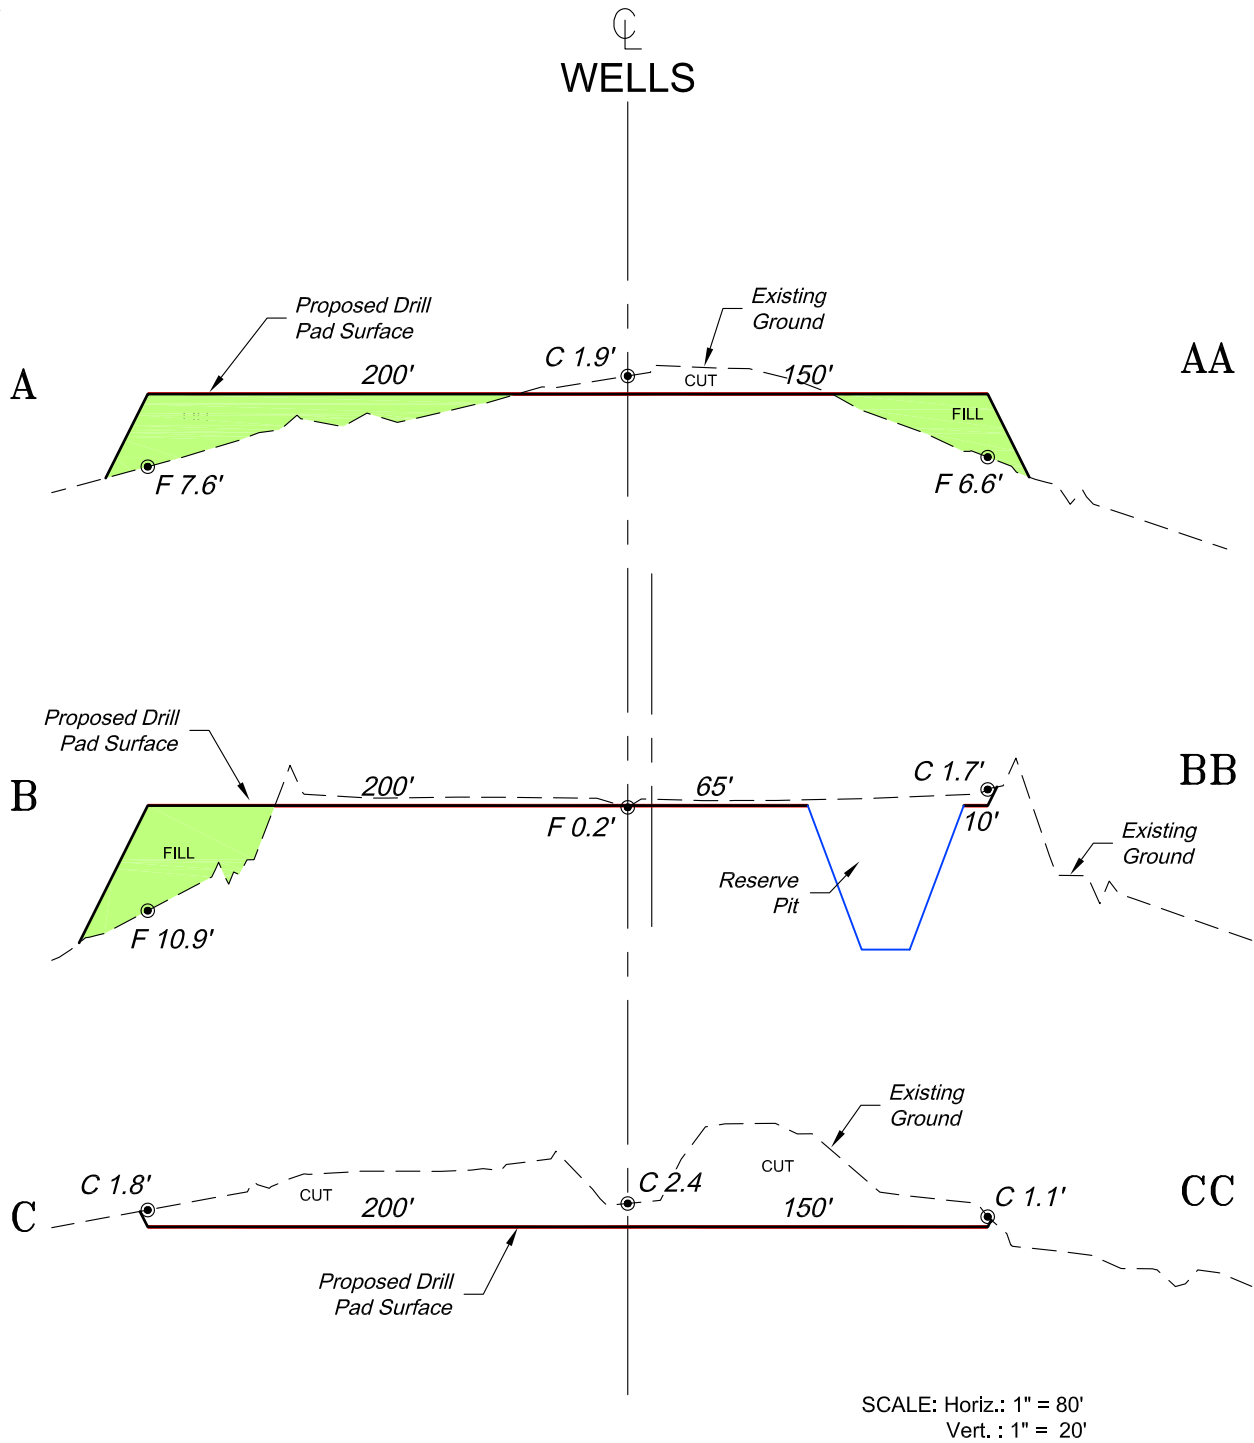 ℄
WELLS
Proposed Drill
Pad Surface
Existing
Ground
C 1.9'
A
200'
CUT
150'
AA
FILL
F 7.6'
F 6.6'
Proposed Drill
Pad Surface
B
200'
65'
C 1.7'
BB
F 0.2'
10'
FILL
Existing
Ground
Reserve
Pit
F 10.9'
Existing
Ground
C 1.8'
CUT
C 2.4
CUT
C
200'
150'
C 1.1'
CC
Proposed Drill
Pad Surface
SCALE: Horiz.: 1" = 80'
Vert. : 1" = 20'